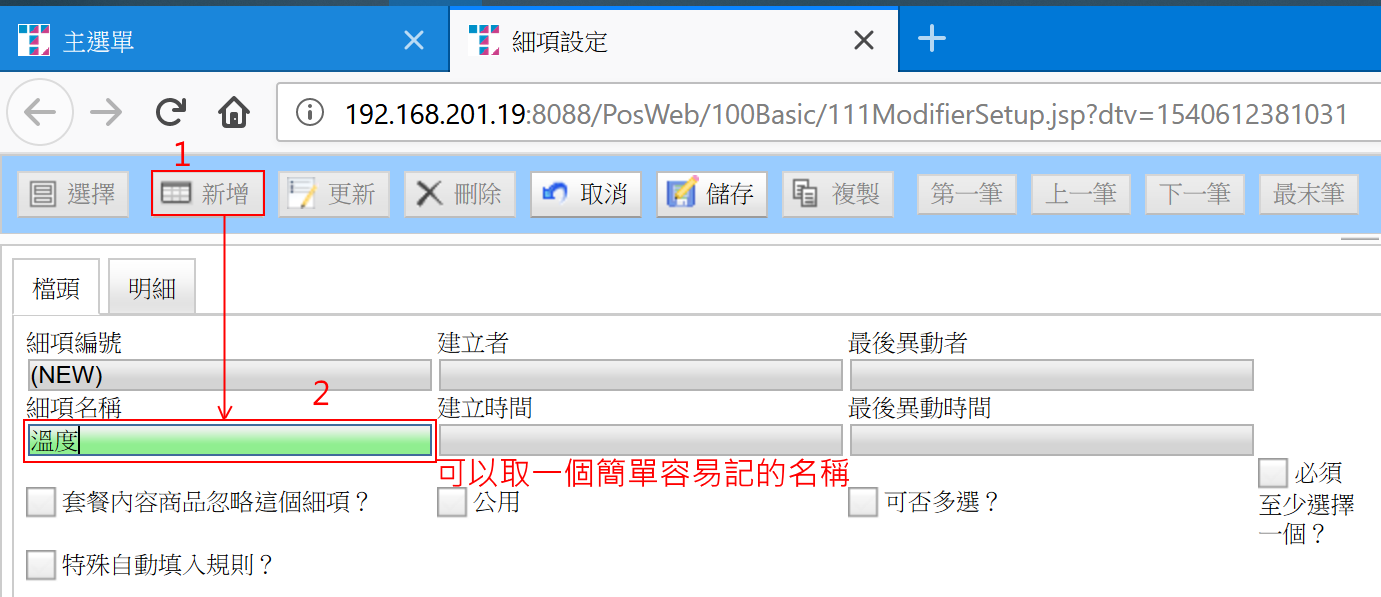 主選單
細項設定
192.168.201.19:8088/PosWeb/100Basic/111ModifierSetup.jsp?dtv=1540612381031
1
選擇 新增 更新 刪除 取消 儲存 複製 第一筆 上一筆 下一筆 最末筆
檔頭 明細
細項編號 建立者 最後異動者
(NEW)
2
細項名稱 建立時間 最後異動時間
溫度
可以取一個簡單容易記的名稱
套餐內容商品忽略這個細項？ 公用 可否多選？
必須
至少選擇
一個？
特殊自動填入規則？